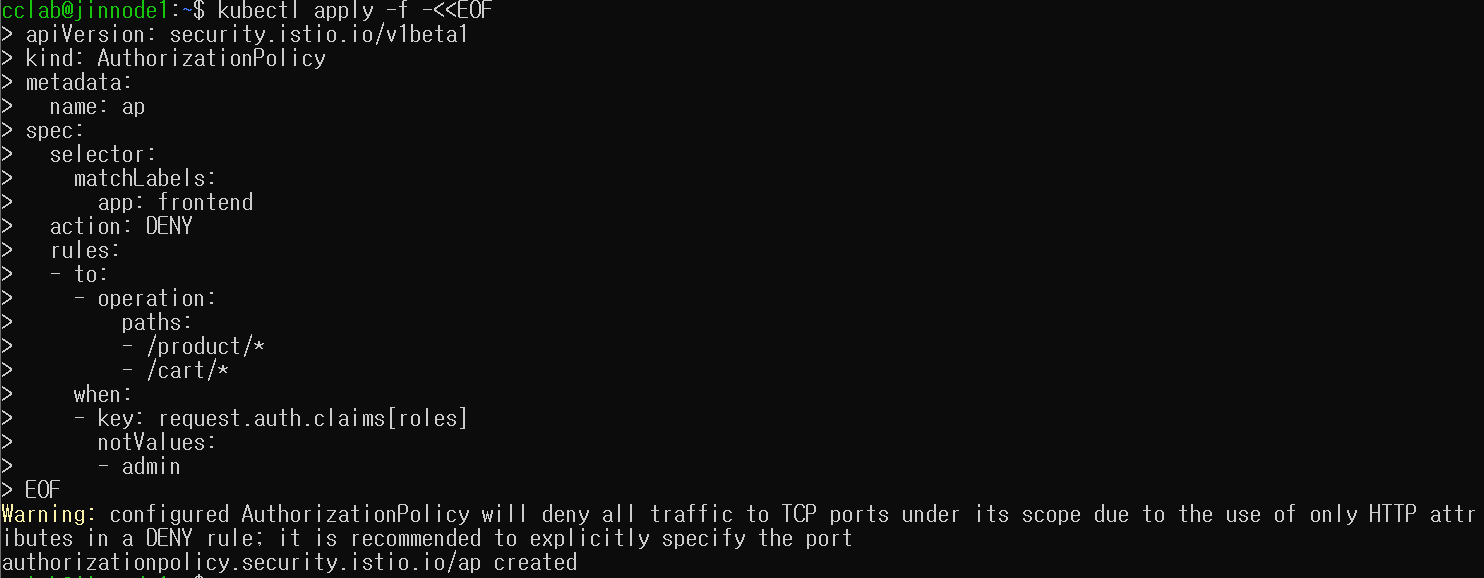 cclab@jinnode1:~$ kubectl apply -f -<<EOF
> apiVersion: security.istio.io/v1beta1
> kind: AuthorizationPolicy
> metadata:
>   name: ap
> spec:
>   selector:
>     matchLabels:
>       app: frontend
>   action: DENY
>   rules:
>   - to:
>     - operation:
>         paths:
>         - /product/*
>         - /cart/*
>     when:
>     - key: request.auth.claims[roles]
>       notValues:
>       - admin
> EOF
Warning: configured AuthorizationPolicy will deny all traffic to TCP ports under its scope due to the use of only HTTP attr
ibutes in a DENY rule; it is recommended to explicitly specify the port
authorizationpolicy.security.istio.io/ap created